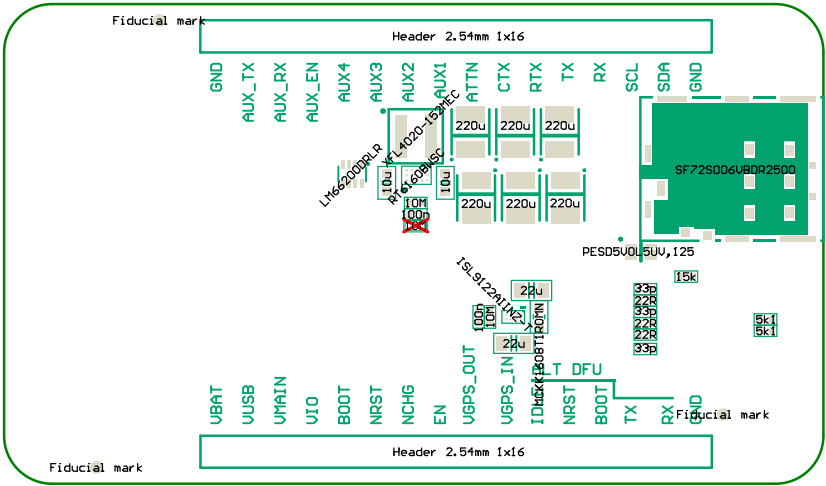 Fiducial mark
Header 2.54mm 1x16
GND
AUX_TX
AUX_RX
AUX_EN
AUX4
AUX3
AUX2
AUX1
ATTN
CTX
RTX
TX
RX
SCL
SDA
GND
XFL4020-152MEC
220u
220u
220u
LM66200DRLR
10u
RT6160BWSC
10u
SF72S006VBDR2500
10M
100n
220u
220u
220u
PESD5V0L5UV,125
ISL9122AIINZ-T
15k
22u
33p
22R
33p
22R
22R
33p
100n
10M
5k1
5k1
22u
MCKK1608T1R0MN
ALT DFU
VBAT
VUSB
VMAIN
VIO
BOOT
NRST
NCHG
EN
VGPS_OUT
VGPS_IN
NRST
BOOT
TX
RX
GND
Fiducial mark
Header 2.54mm 1x16
Fiducial mark